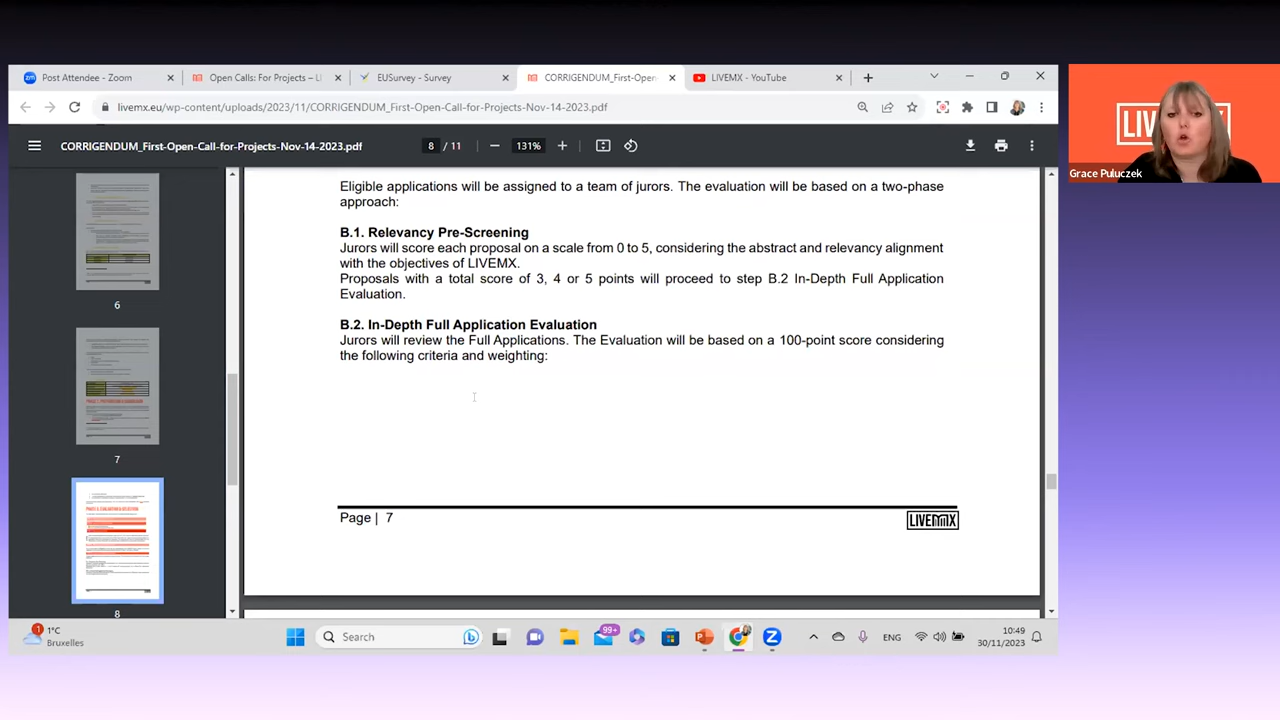 Post Attendee - Zoom
Open Calls: For Projects – L
EUSurvey - Survey
CORRIGENDUM_First-Open-
LIVEMX - YouTube
livemx.eu/wp-content/uploads/2023/11/CORRIGENDUM_First-Open-Call-for-Projects-Nov-14-2023.pdf
CORRIGENDUM_First-Open-Call-for-Projects-Nov-14-2023.pdf
8 / 11
131%
LIV
Grace Puluczek
6
7
8
Eligible applications will be assigned to a team of jurors. The evaluation will be based on a two-phase
approach:
B.1. Relevancy Pre-Screening
Jurors will score each proposal on a scale from 0 to 5, considering the abstract and relevancy alignment
with the objectives of LIVEMX.
Proposals with a total score of 3, 4 or 5 points will proceed to step B.2 In-Depth Full Application
Evaluation.
B.2. In-Depth Full Application Evaluation
Jurors will review the Full Applications. The Evaluation will be based on a 100-point score considering
the following criteria and weighting:
Page | 7
LIVEMX
1
1°C
Bruxelles
Search
99+
ENG
10:49
30/11/2023